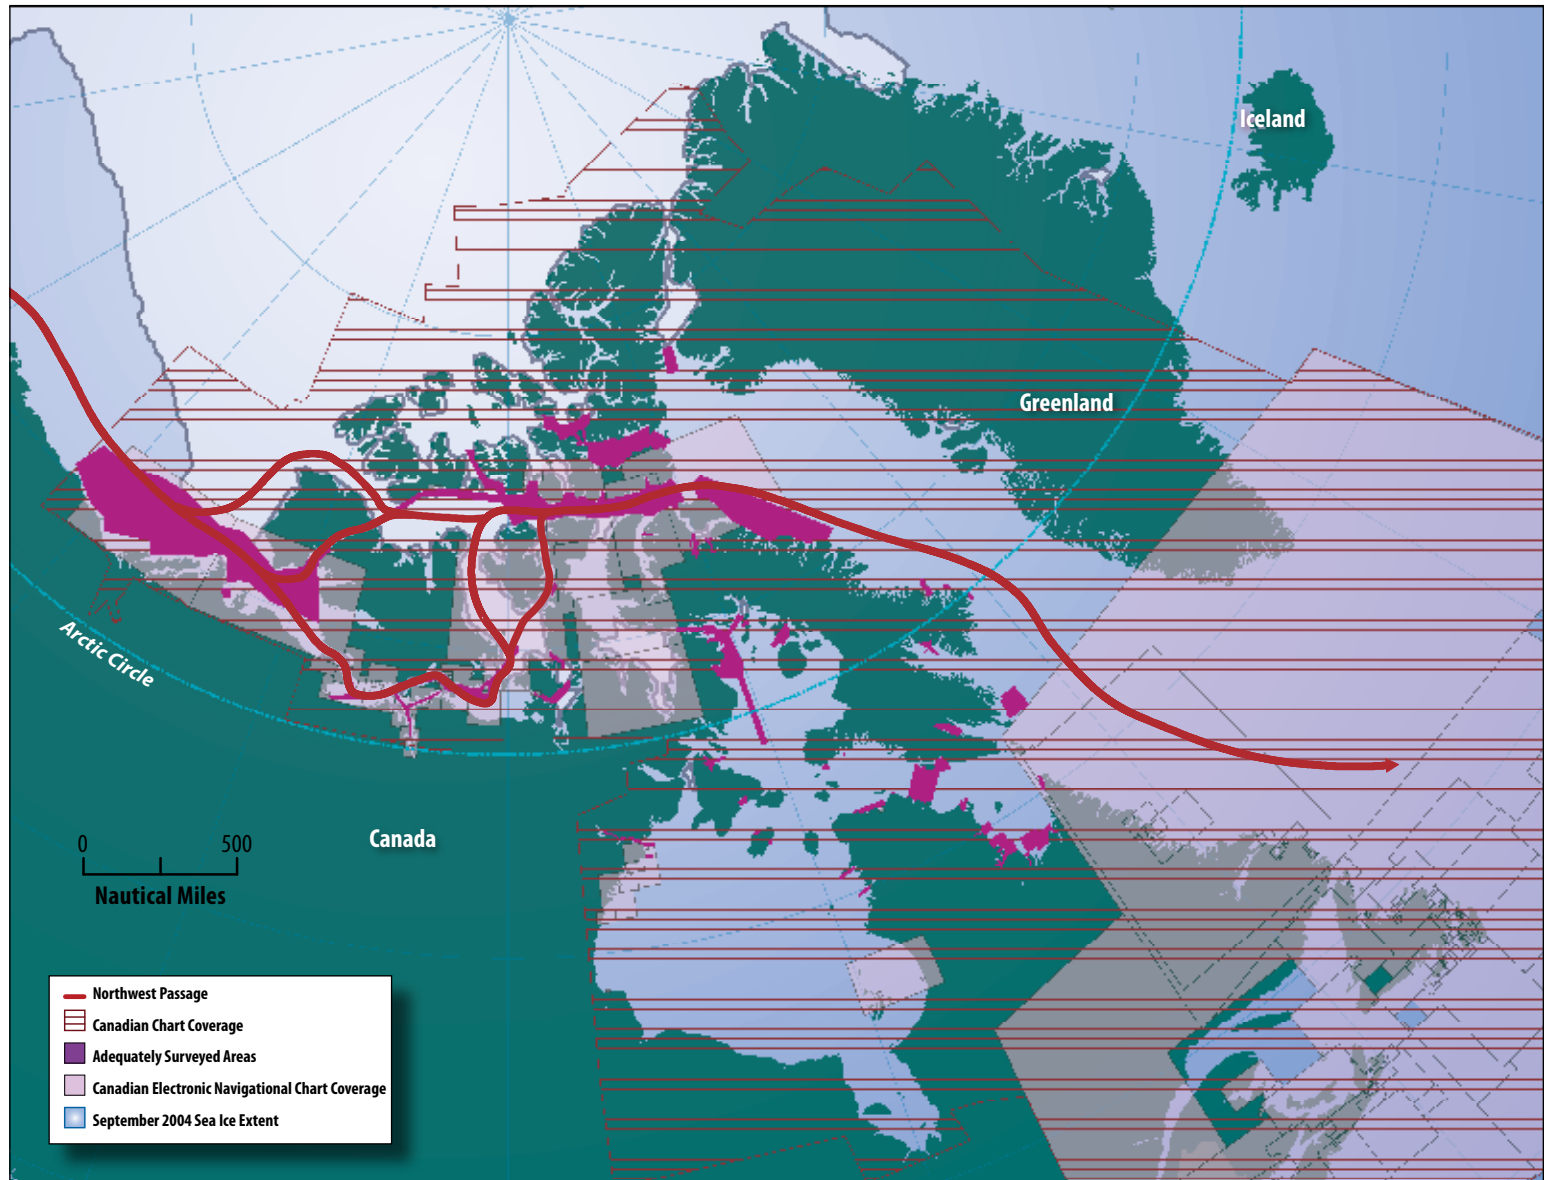 Iceland
Greenland
Arctic Circle
Canada
0 500
Nautical Miles
Northwest Passage
Canadian Chart Coverage
Adequately Surveyed Areas
Canadian Electronic Navigational Chart Coverage
September 2004 Sea Ice Extent